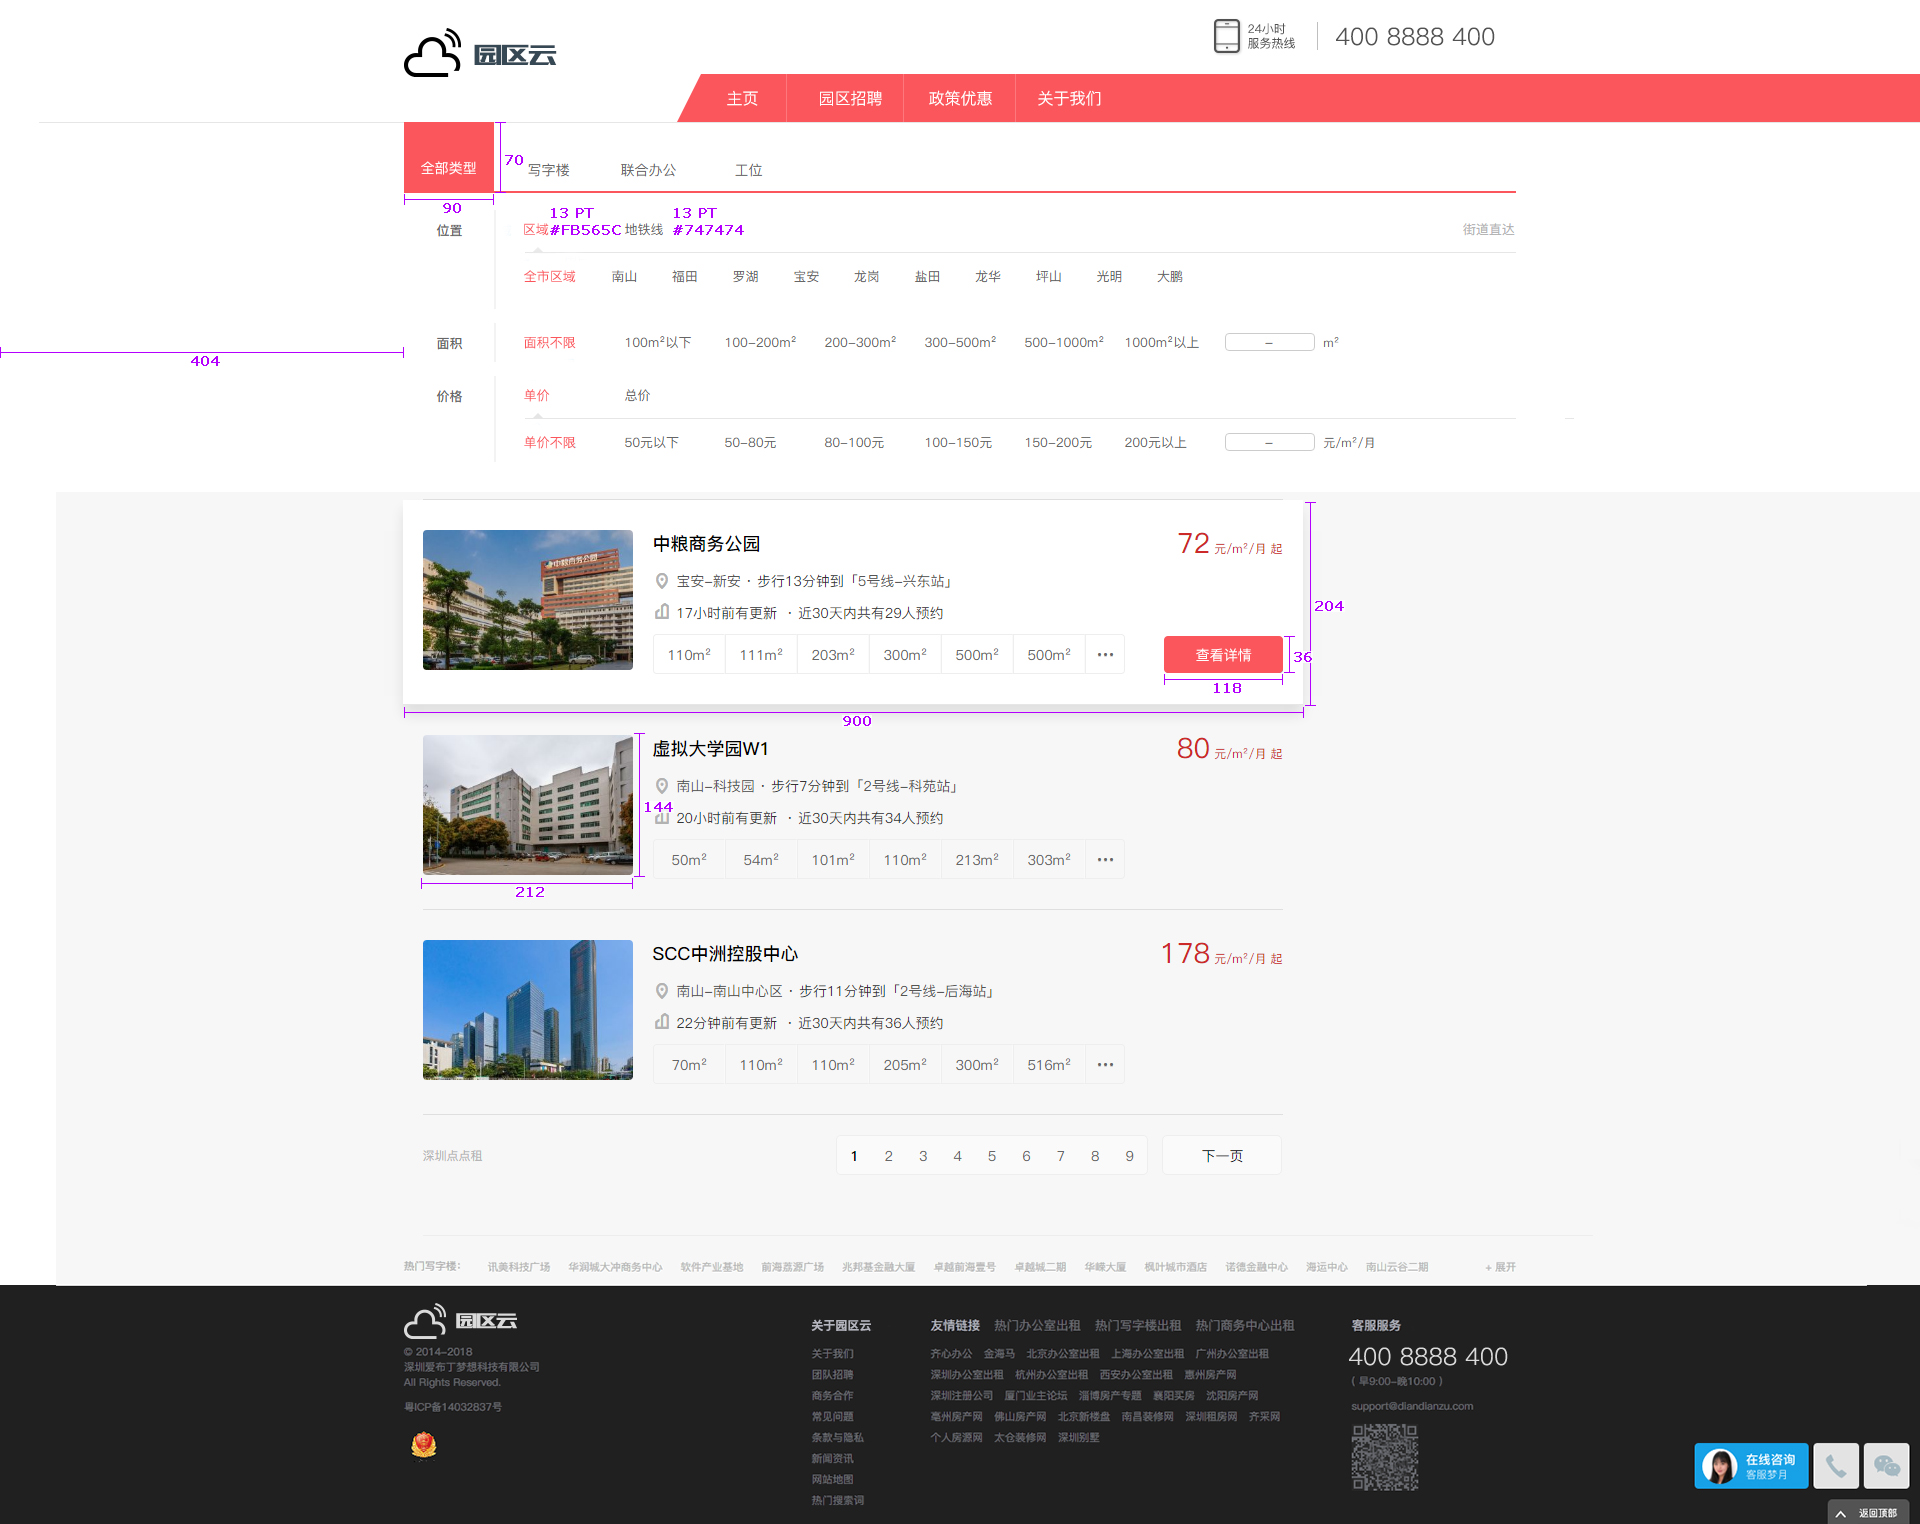 园区云
24小时
服务热线
400 8888 400
主页 园区招聘 政策优惠 关于我们
全部类型 70 写字楼 联合办公 工位
90
13 PT 13 PT
位置 区域 #FB565C 地铁线 #747474 街道直达
全市区域 南山 福田 罗湖 宝安 龙岗 盐田 龙华 坪山 光明 大鹏
面积 面积不限 100m²以下 100-200m² 200-300m² 300-500m² 500-1000m² 1000m²以上 – m²
404
价格 单价 总价
单价不限 50元以下 50-80元 80-100元 100-150元 150-200元 200元以上 – 元/m²/月
中粮商务公园
中粮商务公园 72 元/m²/月 起
宝安-新安 · 步行13分钟到「5号线-兴东站」
17小时前有更新 · 近30天内共有29人预约
204
110m² 111m² 203m² 300m² 500m² 500m² ••• 查看详情 36
118
900
虚拟大学园W1 80 元/m²/月 起
南山-科技园 · 步行7分钟到「2号线-科苑站」
144
20小时前有更新 · 近30天内共有34人预约
50m² 54m² 101m² 110m² 213m² 303m² •••
212
SCC中洲控股中心 178 元/m²/月 起
南山-南山中心区 · 步行11分钟到「2号线-后海站」
22分钟前有更新 · 近30天内共有36人预约
70m² 110m² 110m² 205m² 300m² 516m² •••
深圳点点租 1 2 3 4 5 6 7 8 9 下一页
热门写字楼: 讯美科技广场 华润城大冲商务中心 软件产业基地 前海荔源广场 兆邦基金融大厦 卓越前海壹号 卓越城二期 华嵘大厦 枫叶城市酒店 诺德金融中心 海运中心 南山云谷二期 + 展开
园区云
© 2014-2018
深圳爱布丁梦想科技有限公司
All Rights Reserved.
粤ICP备14032837号
关于园区云
关于我们
团队招聘
商务合作
常见问题
条款与隐私
新闻资讯
网站地图
热门搜索词
友情链接 热门办公室出租 热门写字楼出租 热门商务中心出租
齐心办公 金海马 北京办公室出租 上海办公室出租 广州办公室出租
深圳办公室出租 杭州办公室出租 西安办公室出租 惠州房产网
深圳注册公司 厦门业主论坛 淄博房产专题 襄阳买房 沈阳房产网
亳州房产网 佛山房产网 北京新楼盘 南昌装修网 深圳租房网 齐采网
个人房源网 太仓装修网 深圳别墅
客服服务
400 8888 400
( 早9:00-晚10:00 )
support@diandianzu.com
在线咨询
客服梦月
返回顶部